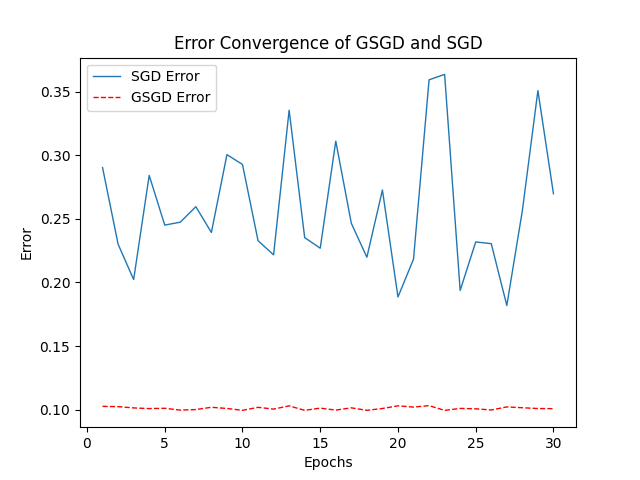 Error Convergence of GSGD and SGD
SGD Error
GSGD Error
Error
0.35
0.30
0.25
0.20
0.15
0.10
0 5 10 15 20 25 30
Epochs